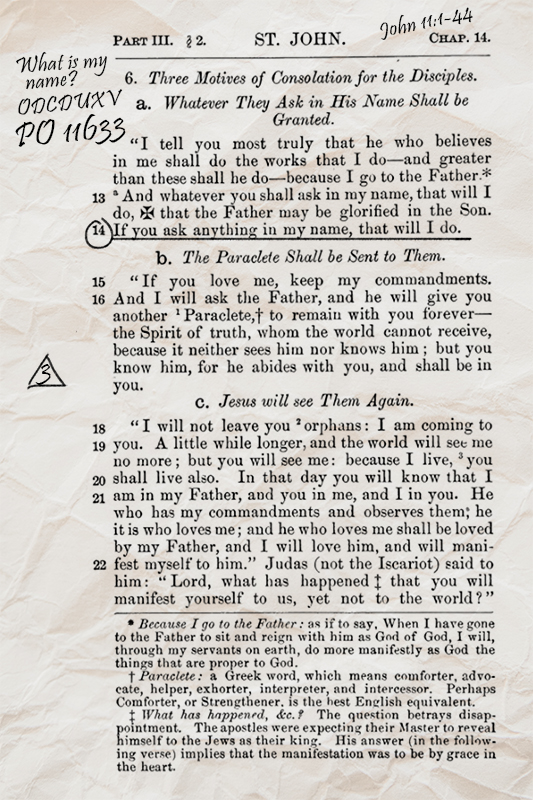 John 11:1-44
PART III. § 2. ST. JOHN. CHAP. 14.
What is my
name?
ODCDUXV
PO 11633
6. Three Motives of Consolation for the Disciples.
a. Whatever They Ask in His Name Shall be
Granted.
"I tell you most truly that he who believes
in me shall do the works that I do—and greater
than these shall he do—because I go to the Father.*
13 ª And whatever you shall ask in my name, that will I
do, ✠ that the Father may be glorified in the Son.
14 If you ask anything in my name, that will I do.
b. The Paraclete Shall be Sent to Them.
15 "If you love me, keep my commandments.
16 And I will ask the Father, and he will give you
another ¹ Paraclete,† to remain with you forever—
the Spirit of truth, whom the world cannot receive,
because it neither sees him nor knows him; but you
know him, for he abides with you, and shall be in
you.
3
c. Jesus will see Them Again.
18 "I will not leave you ² orphans: I am coming to
19 you. A little while longer, and the world will see me
no more; but you will see me: because I live, ³ you
20 shall live also. In that day you will know that I
21 am in my Father, and you in me, and I in you. He
who has my commandments and observes them; he
it is who loves me; and he who loves me shall be loved
by my Father, and I will love him, and will mani-
22 fest myself to him." Judas (not the Iscariot) said to
him: "Lord, what has happened ‡ that you will
manifest yourself to us, yet not to the world?"
* Because I go to the Father: as if to say, When I have gone
to the Father to sit and reign with him as God of God, I will,
through my servants on earth, do more manifestly as God the
things that are proper to God.
† Paraclete: a Greek word, which means comforter, advo-
cate, helper, exhorter, interpreter, and intercessor. Perhaps
Comforter, or Strengthener, is the best English equivalent.
‡ What has happened, &c.? The question betrays disap-
pointment. The apostles were expecting their Master to reveal
himself to the Jews as their king. His answer (in the follow-
ing verse) implies that the manifestation was to be by grace in
the heart.